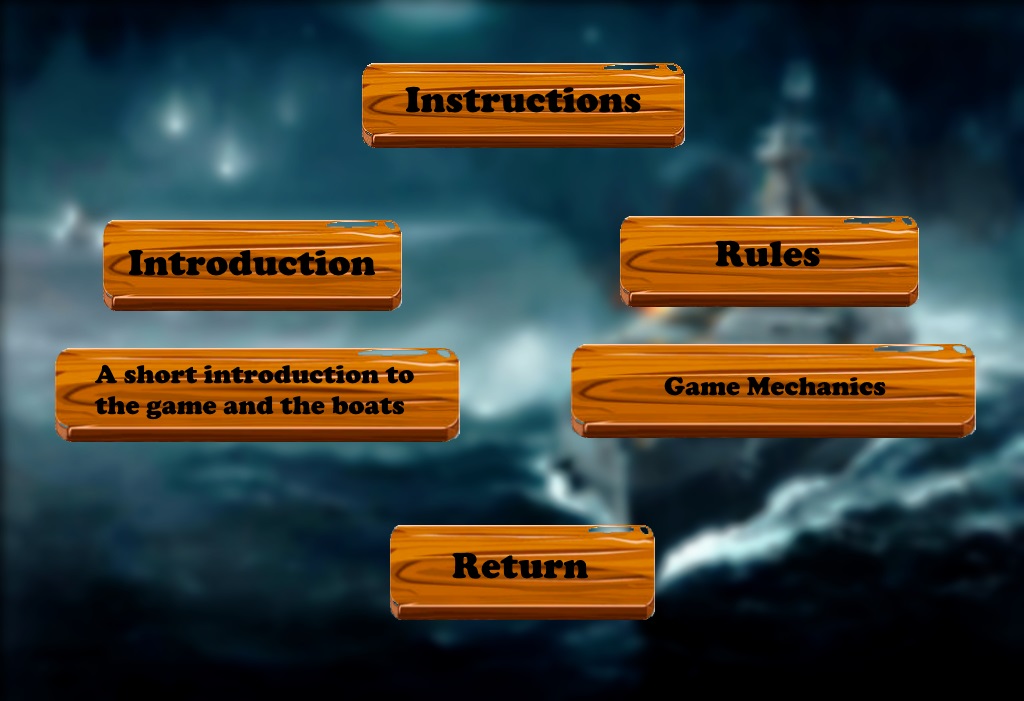 Instructions
Introduction
Rules
A short introduction to
the game and the boats
Game Mechanics
Return